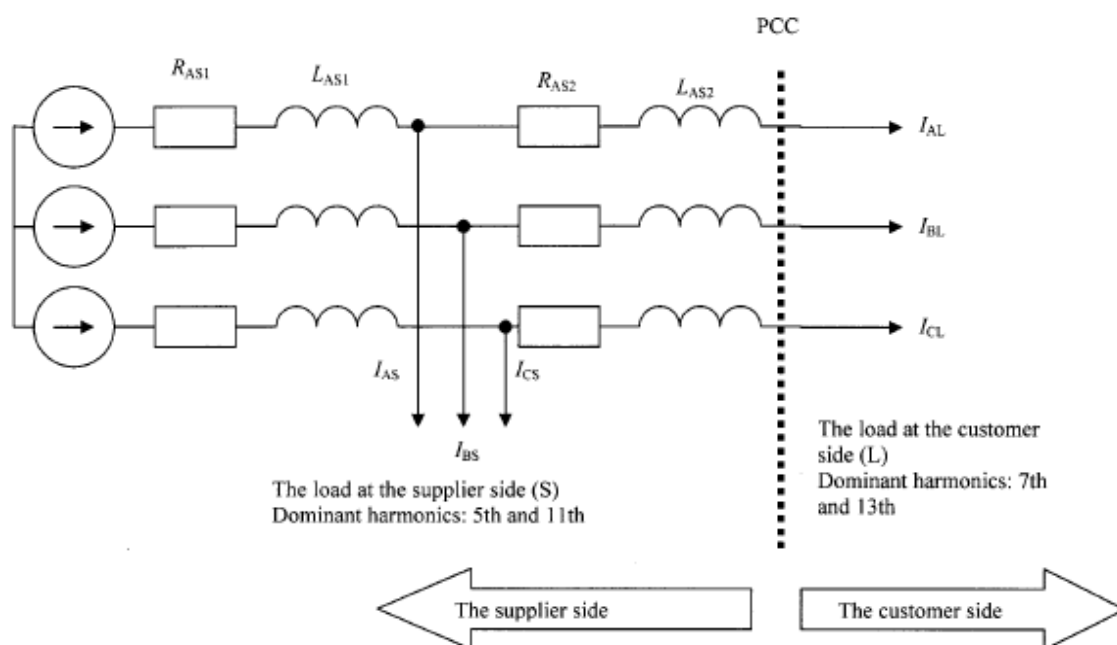 PCC
R_AS1
L_AS1
R_AS2
L_AS2
I_AL
I_BL
I_CL
I_AS
I_CS
I_BS
The load at the supplier side (S)
Dominant harmonics: 5th and 11th
The load at the customer
side (L)
Dominant harmonics: 7th
and 13th
The supplier side
The customer side